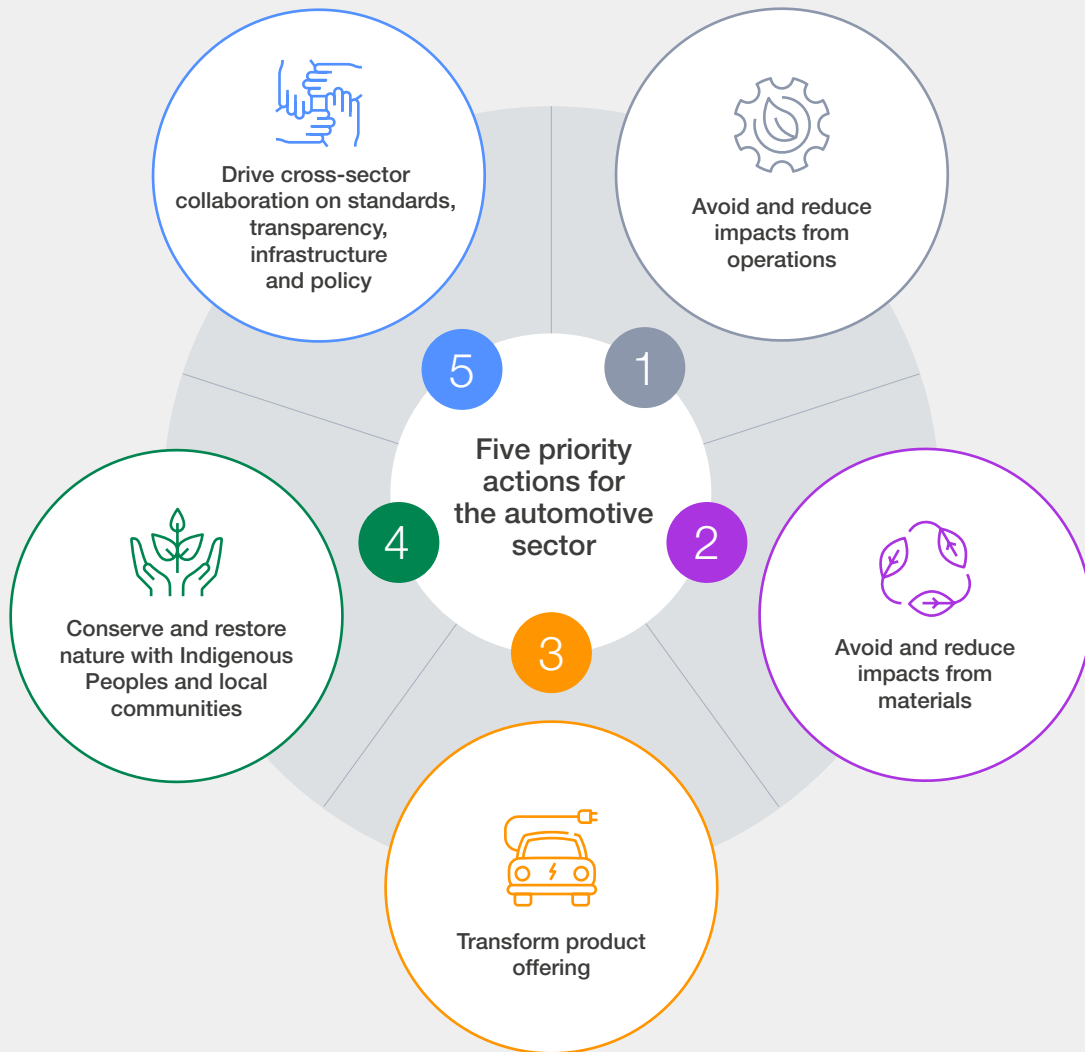 Five priority
actions for
the automotive
sector
1
Avoid and reduce
impacts from
operations
2
Avoid and reduce
impacts from
materials
3
Transform product
offering
4
Conserve and restore
nature with Indigenous
Peoples and local
communities
5
Drive cross-sector
collaboration on standards,
transparency,
infrastructure
and policy